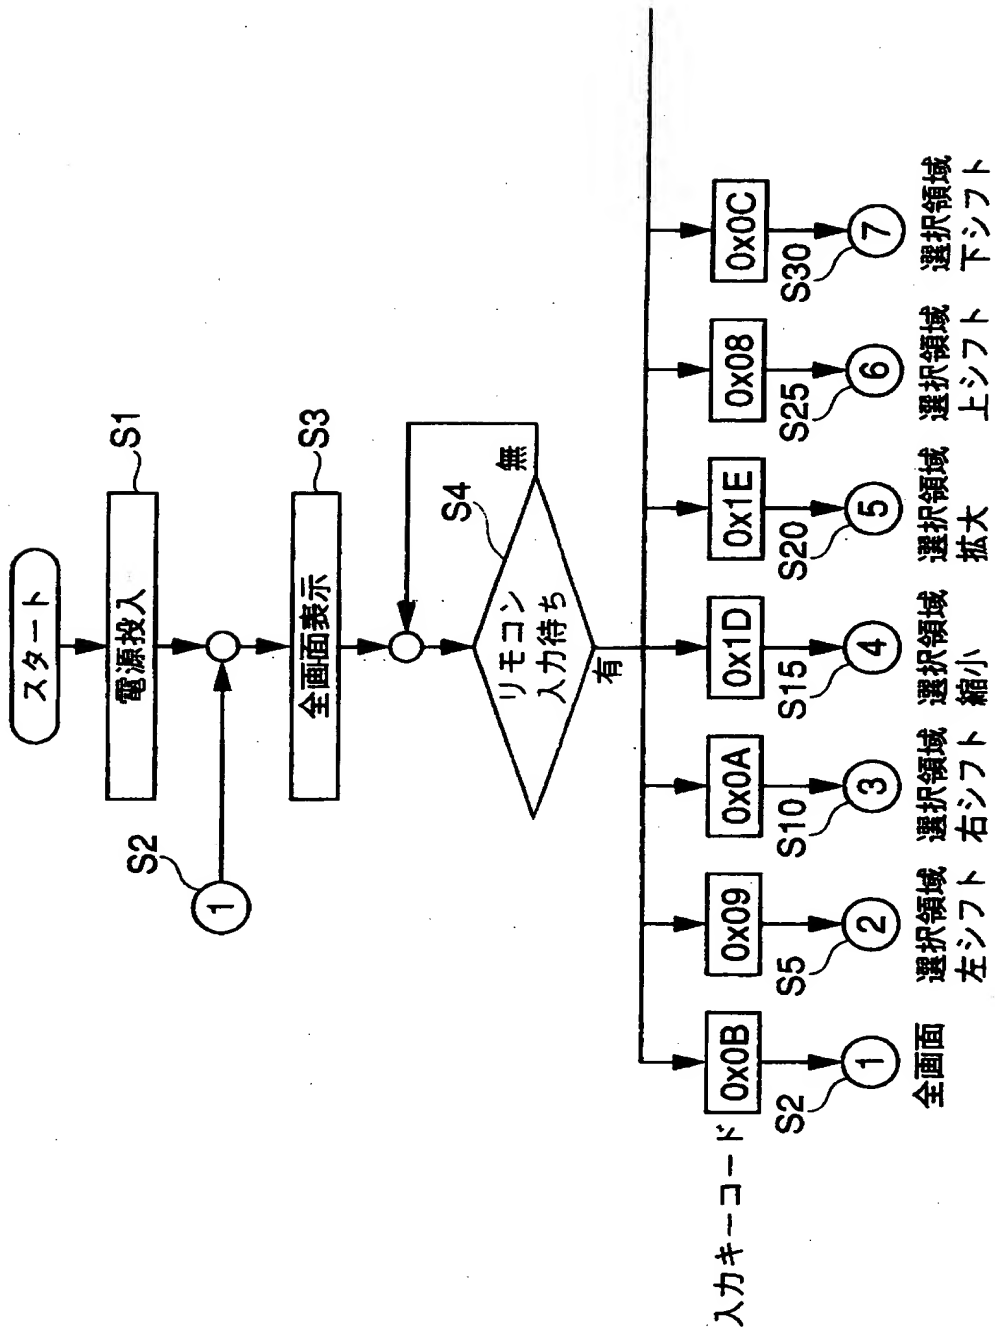 スタート
電源投入
S1
1
S2
全画面表示
S3
リモコン
入力待ち
S4
無
有
入力キーコード
0x0B
0x09
0x0A
0x1D
0x1E
0x08
0x0C
S2
S5
S10
S15
S20
S25
S30
1
2
3
4
5
6
7
全画面
選択領域
左シフト
選択領域
右シフト
選択領域
縮小
選択領域
拡大
選択領域
上シフト
選択領域
下シフト